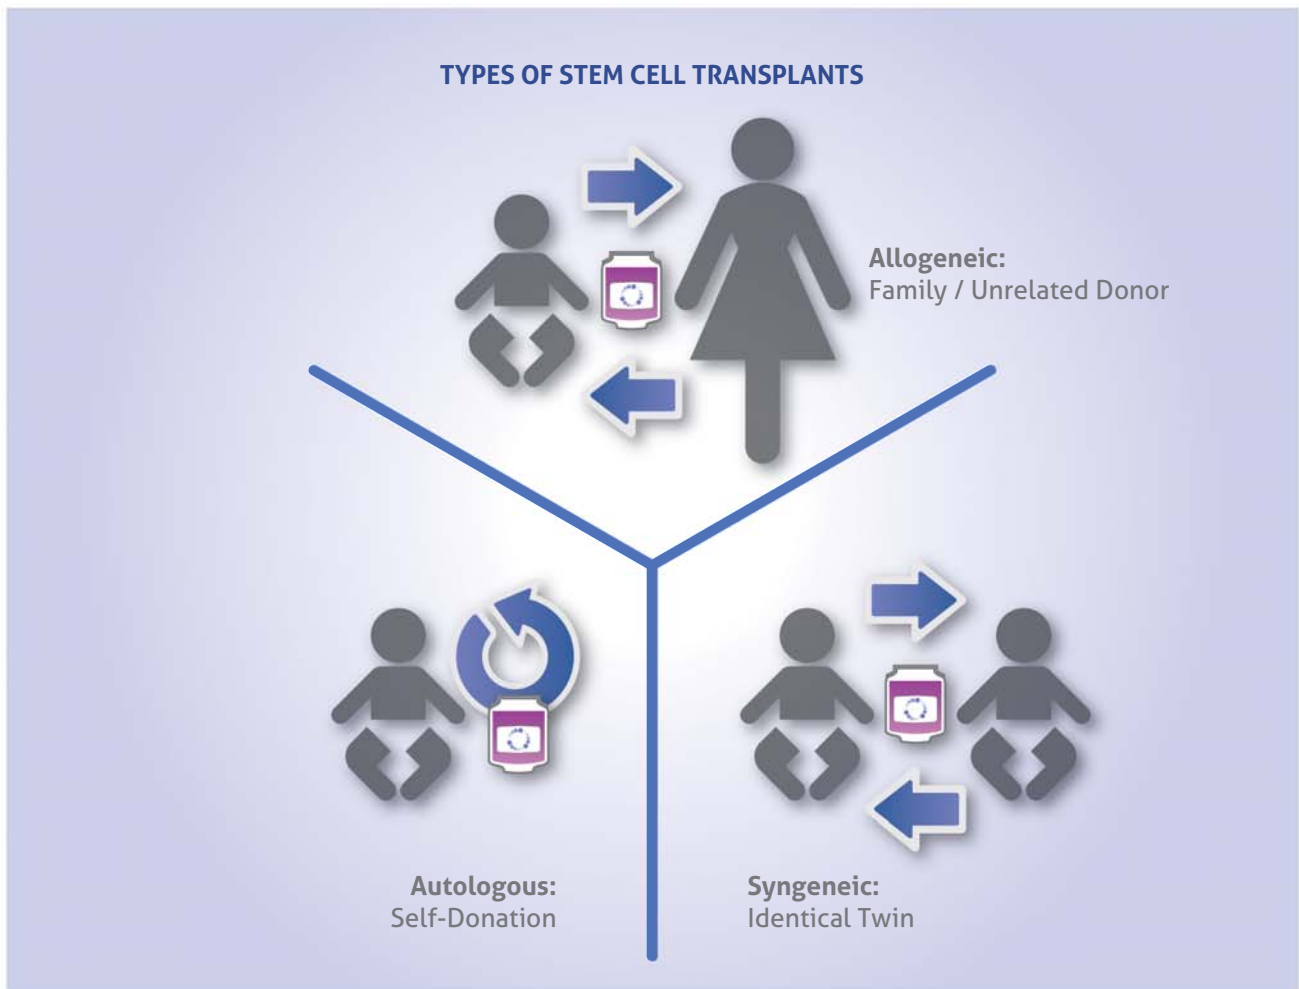 TYPES OF STEM CELL TRANSPLANTS
Allogeneic:
Family / Unrelated Donor
Autologous:
Self-Donation
Syngeneic:
Identical Twin